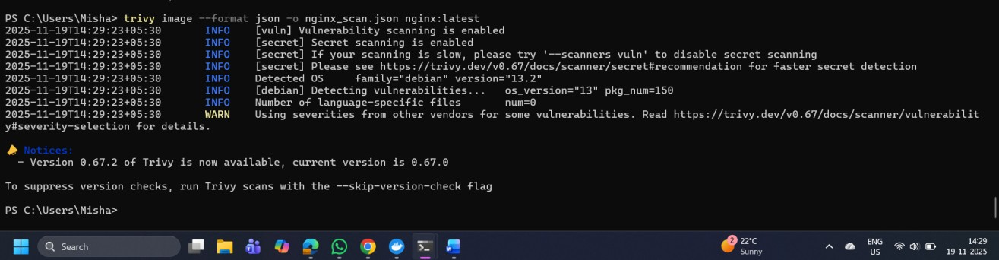 PS C:\Users\Misha> trivy image --format json -o nginx_scan.json nginx:latest
2025-11-19T14:29:23+05:30 INFO [vuln] Vulnerability scanning is enabled
2025-11-19T14:29:23+05:30 INFO [secret] Secret scanning is enabled
2025-11-19T14:29:23+05:30 INFO [secret] If your scanning is slow, please try '--scanners vuln' to disable secret scanning
2025-11-19T14:29:23+05:30 INFO [secret] Please see https://trivy.dev/v0.67/docs/scanner/secret#recommendation for faster secret detection
2025-11-19T14:29:23+05:30 INFO Detected OS family="debian" version="13.2"
2025-11-19T14:29:23+05:30 INFO [debian] Detecting vulnerabilities... os_version="13" pkg_num=150
2025-11-19T14:29:23+05:30 INFO Number of language-specific files num=0
2025-11-19T14:29:23+05:30 WARN Using severities from other vendors for some vulnerabilities. Read https://trivy.dev/v0.67/docs/scanner/vulnerabilit
y#severity-selection for details.
Notices:
- Version 0.67.2 of Trivy is now available, current version is 0.67.0
To suppress version checks, run Trivy scans with the --skip-version-check flag
PS C:\Users\Misha>
Search
2
22°C
Sunny
ENG
US
14:29
19-11-2025